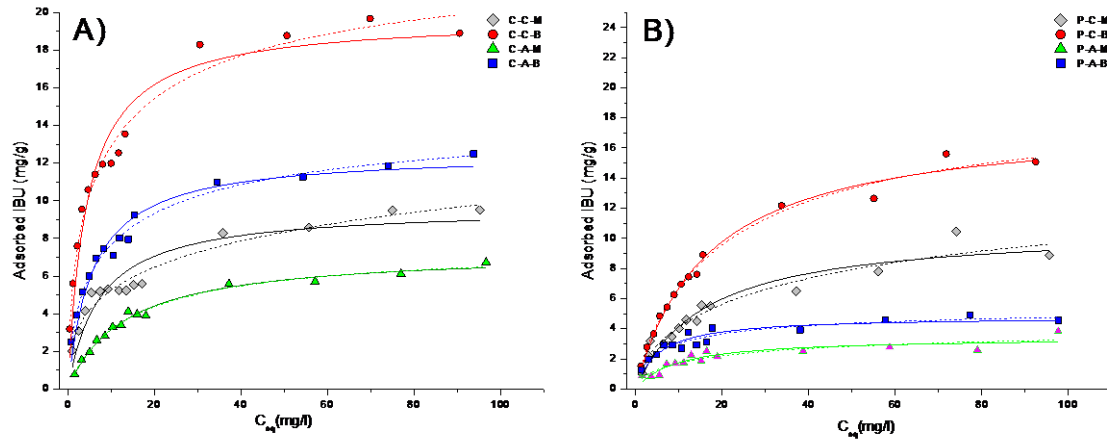 A)
C-C-M
C-C-B
C-A-M
C-A-B
Adsorbed IBU (mg/g)
20
18
16
14
12
10
8
6
4
2
0
0
20
40
60
80
100
C_eq(mg/l)
B)
P-C-M
P-C-B
P-A-M
P-A-B
Adsorbed IBU (mg/g)
24
22
20
18
16
14
12
10
8
6
4
2
0
0
20
40
60
80
100
C_eq(mg/l)